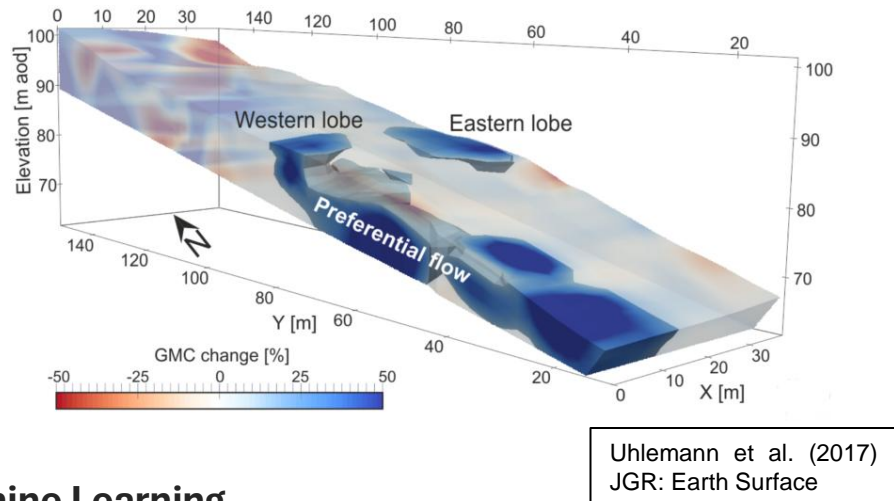 0 10 20 30 140 120 100 80 60 40 20
100
90
80
70
Elevation [m aod]
100
90
80
70
Western lobe
Eastern lobe
Preferential flow
N
140
120
100
80
60
40
20
Y [m]
0
10
20
30
X [m]
GMC change [%]
-50 -25 0 25 50
Uhlemann et al. (2017)
JGR: Earth Surface